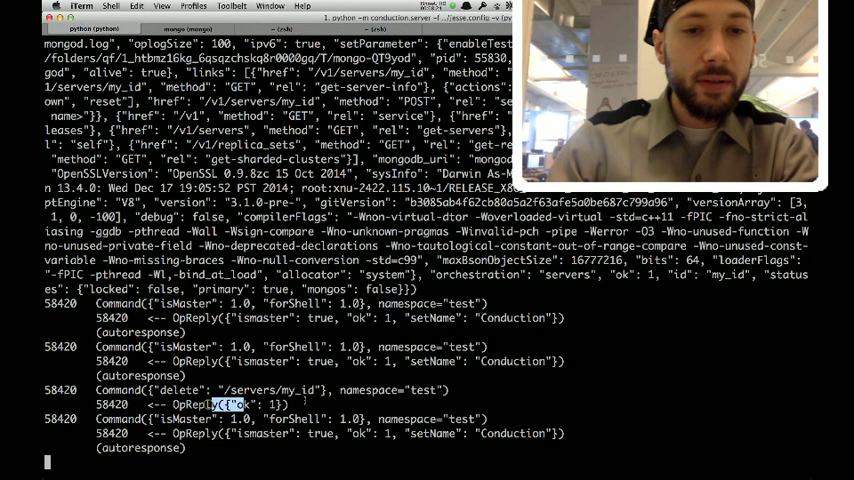 iTerm Shell Edit View Profiles Toolbelt Window Help
1. python -m conduction.server -f .../jesse.config -v (py
python (python) mongo (mongo) ~ (zsh) ~ (zsh)
mongod.log", "oplogSize": 100, "ipv6": true, "setParameter": {"enableTest
/folders/qf/1_htbmz16kg_6qsqzchskq8r0000gq/T/mongo-QT9yod", "pid": 55830,
god", "alive": true}, "links": [{"href": "/v1/servers/my_id", "method":
1/servers/my_id", "method": "GET", "rel": "get-server-info"}, {"actions":
own", "reset"], "href": "/v1/servers/my_id", "method": "POST", "rel": "se
name>"}}, {"href": "/v1", "method": "GET", "rel": "service"}, {"href": "/
leases"}, {"href": "/v1/servers", "method": "GET", "rel": "get-servers"},
l": "self"}, {"href": "/v1/replica_sets", "method": "GET", "rel": "get-re
"method": "GET", "rel": "get-sharded-clusters"}], "mongodb_uri": "mongodb
"OpenSSLVersion": "OpenSSL 0.9.8zc 15 Oct 2014", "sysInfo": "Darwin As-M
n 13.4.0: Wed Dec 17 19:05:52 PST 2014; root:xnu-2422.115.10~1/RELEASE_X8
ptEngine": "V8", "version": "3.1.0-pre-", "gitVersion": "b3085ab4f62cb80a5a2f63afe5a0be687c799a96", "versionArray": [3,
1, 0, -100], "debug": false, "compilerFlags": "-Wnon-virtual-dtor -Woverloaded-virtual -std=c++11 -fPIC -fno-strict-al
iasing -ggdb -pthread -Wall -Wsign-compare -Wno-unknown-pragmas -Winvalid-pch -pipe -Werror -O3 -Wno-unused-function -W
no-unused-private-field -Wno-deprecated-declarations -Wno-tautological-constant-out-of-range-compare -Wno-unused-const-
variable -Wno-missing-braces -Wno-null-conversion -std=c99", "maxBsonObjectSize": 16777216, "bits": 64, "loaderFlags":
"-fPIC -pthread -Wl,-bind_at_load", "allocator": "system"}, "orchestration": "servers", "ok": 1, "id": "my_id", "status
es": {"locked": false, "primary": true, "mongos": false}})
58420 Command({"isMaster": 1.0, "forShell": 1.0}, namespace="test")
58420 <-- OpReply({"ismaster": true, "ok": 1, "setName": "Conduction"})
(autoresponse)
58420 Command({"isMaster": 1.0, "forShell": 1.0}, namespace="test")
58420 <-- OpReply({"ismaster": true, "ok": 1, "setName": "Conduction"})
(autoresponse)
58420 Command({"delete": "/servers/my_id"}, namespace="test")
58420 <-- OpReply({"ok": 1})
58420 Command({"isMaster": 1.0, "forShell": 1.0}, namespace="test")
58420 <-- OpReply({"ismaster": true, "ok": 1, "setName": "Conduction"})
(autoresponse)